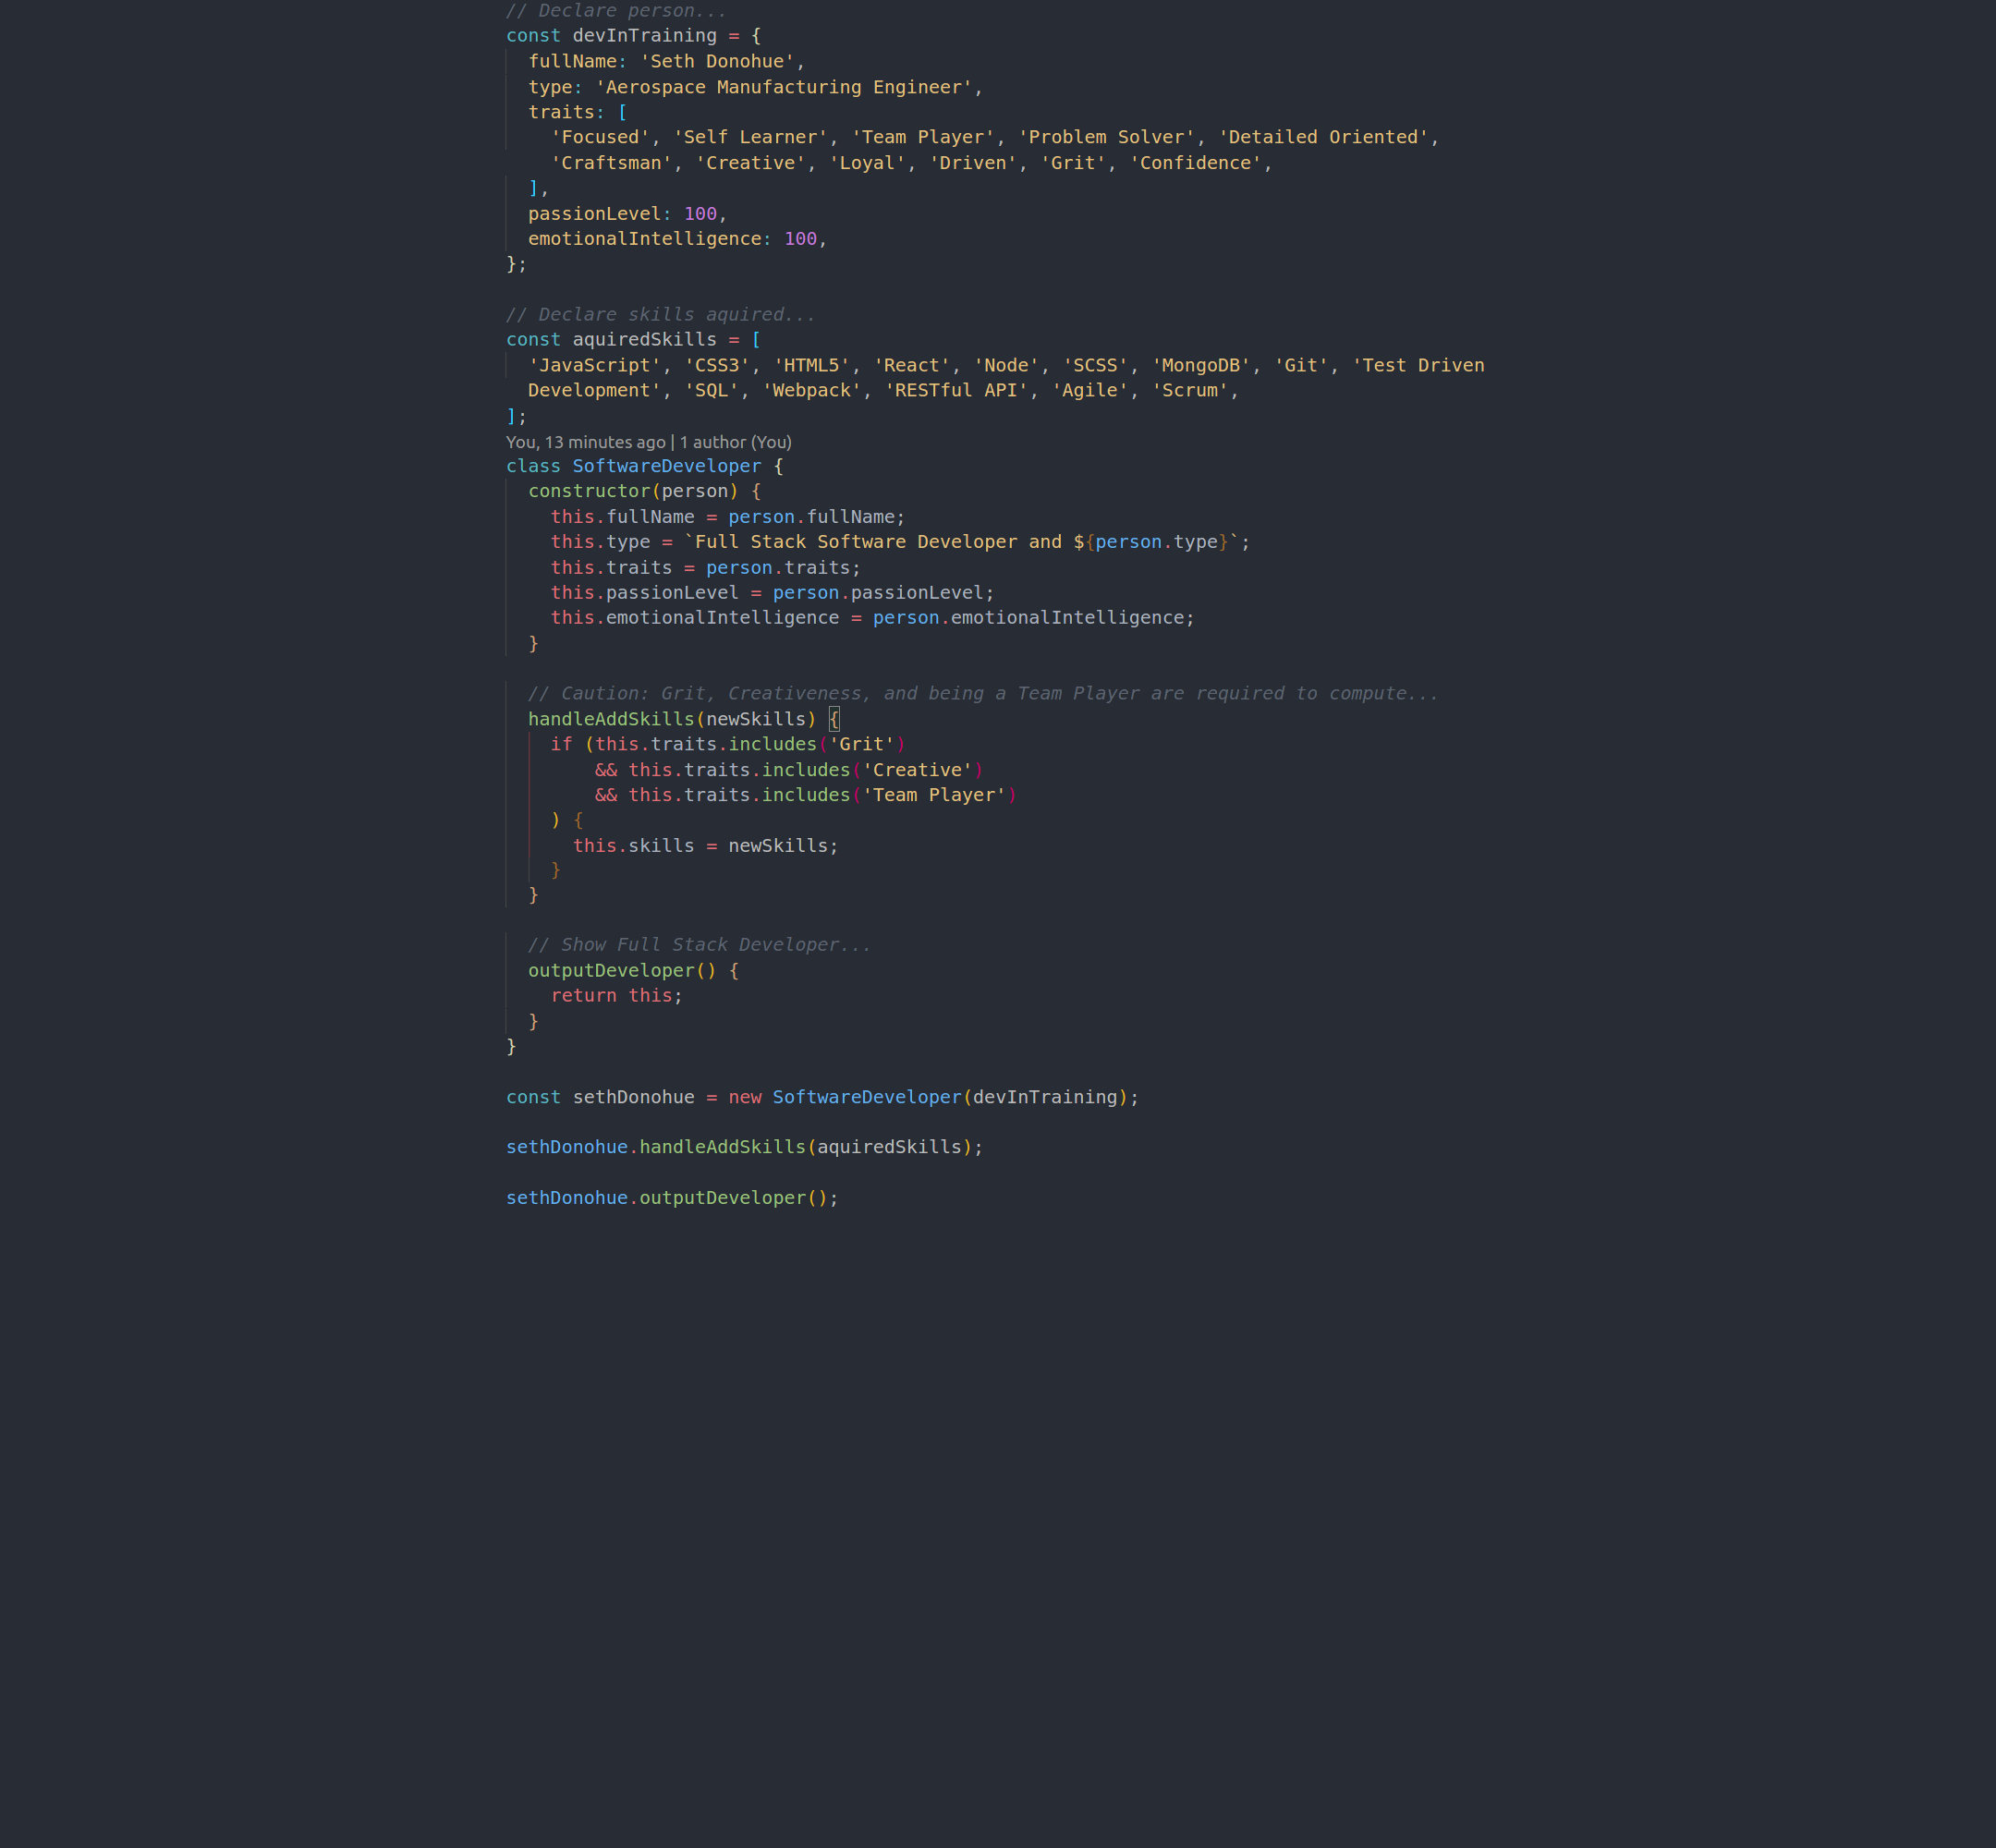 // Declare person...
const devInTraining = {
  fullName: 'Seth Donohue',
  type: 'Aerospace Manufacturing Engineer',
  traits: [
    'Focused', 'Self Learner', 'Team Player', 'Problem Solver', 'Detailed Oriented',
    'Craftsman', 'Creative', 'Loyal', 'Driven', 'Grit', 'Confidence',
  ],
  passionLevel: 100,
  emotionalIntelligence: 100,
};

// Declare skills aquired...
const aquiredSkills = [
  'JavaScript', 'CSS3', 'HTML5', 'React', 'Node', 'SCSS', 'MongoDB', 'Git', 'Test Driven
  Development', 'SQL', 'Webpack', 'RESTful API', 'Agile', 'Scrum',
];
You, 13 minutes ago | 1 author (You)
class SoftwareDeveloper {
  constructor(person) {
    this.fullName = person.fullName;
    this.type = `Full Stack Software Developer and ${person.type}`;
    this.traits = person.traits;
    this.passionLevel = person.passionLevel;
    this.emotionalIntelligence = person.emotionalIntelligence;
  }

  // Caution: Grit, Creativeness, and being a Team Player are required to compute...
  handleAddSkills(newSkills) {
    if (this.traits.includes('Grit')
        && this.traits.includes('Creative')
        && this.traits.includes('Team Player')
    ) {
      this.skills = newSkills;
    }
  }

  // Show Full Stack Developer...
  outputDeveloper() {
    return this;
  }
}

const sethDonohue = new SoftwareDeveloper(devInTraining);

sethDonohue.handleAddSkills(aquiredSkills);

sethDonohue.outputDeveloper();